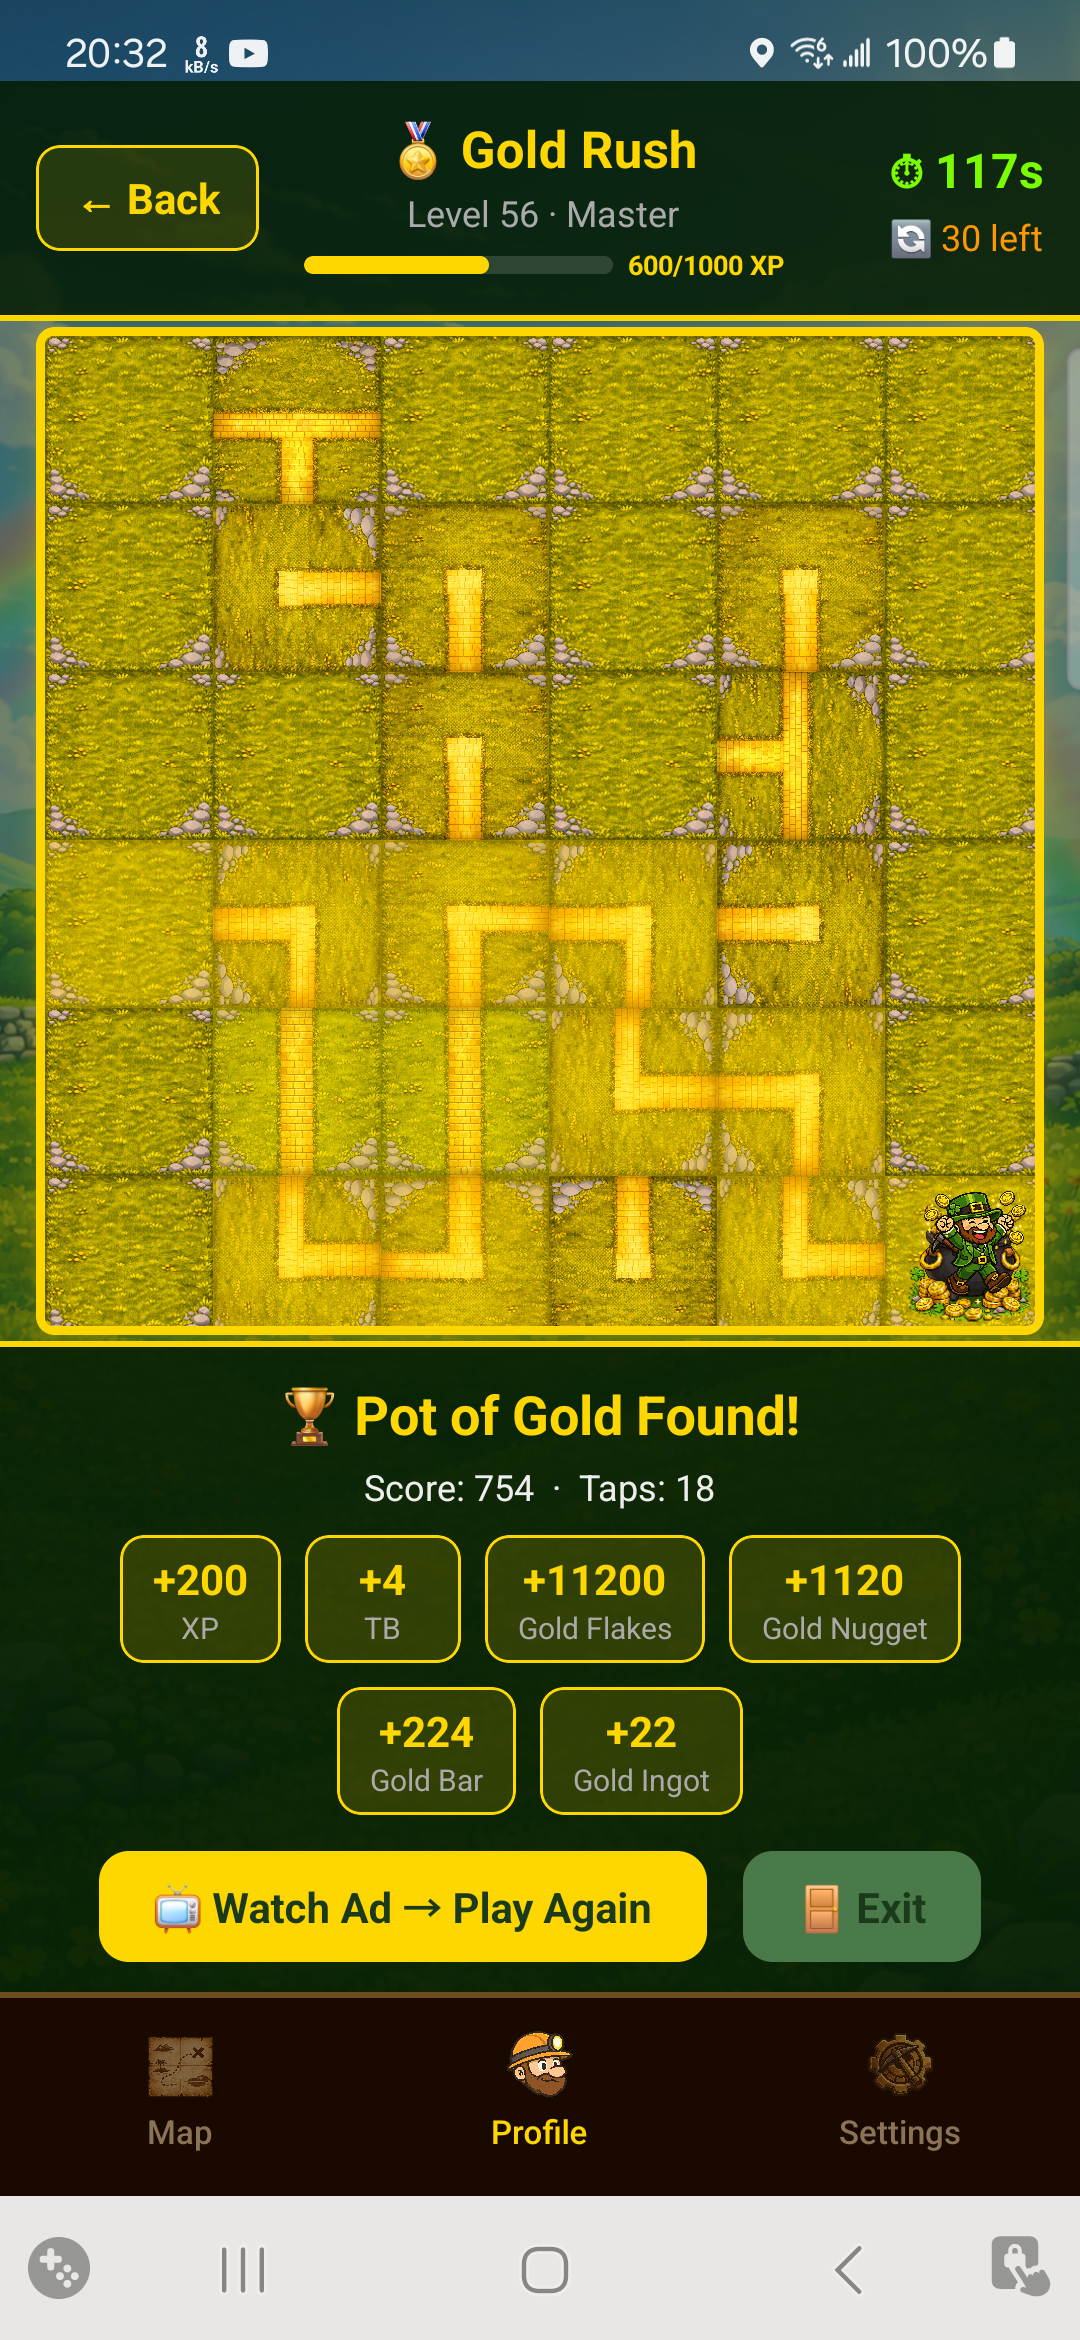 20:32 8 kB/s 6 100%
🏅 Gold Rush
← Back
Level 56 · Master
600/1000 XP
⏱ 117s
🔄 30 left
🏆 Pot of Gold Found!
Score: 754 · Taps: 18
+200 +4 +11200 +1120
XP TB Gold Flakes Gold Nugget
+224 +22
Gold Bar Gold Ingot
📺 Watch Ad → Play Again 🚪 Exit
Map Profile Settings